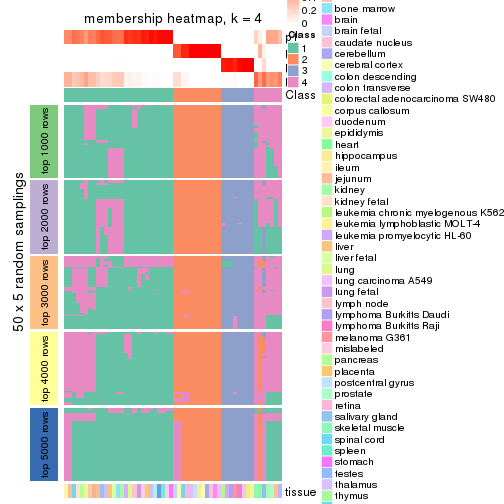 membership heatmap, k = 4
0.2
0
Class
1
2
3
4
Class
50 x 5 random samplings
top 1000 rows
top 2000 rows
top 3000 rows
top 4000 rows
top 5000 rows
tissue
bone marrow
brain
brain fetal
caudate nucleus
cerebellum
cerebral cortex
colon descending
colon transverse
colorectal adenocarcinoma SW480
corpus callosum
duodenum
epididymis
heart
hippocampus
ileum
jejunum
kidney
kidney fetal
leukemia chronic myelogenous K562
leukemia lymphoblastic MOLT-4
leukemia promyelocytic HL-60
liver
liver fetal
lung
lung carcinoma A549
lung fetal
lymph node
lymphoma Burkitts Daudi
lymphoma Burkitts Raji
melanoma G361
mislabeled
pancreas
placenta
postcentral gyrus
prostate
retina
salivary gland
skeletal muscle
spinal cord
spleen
stomach
testes
thalamus
thymus